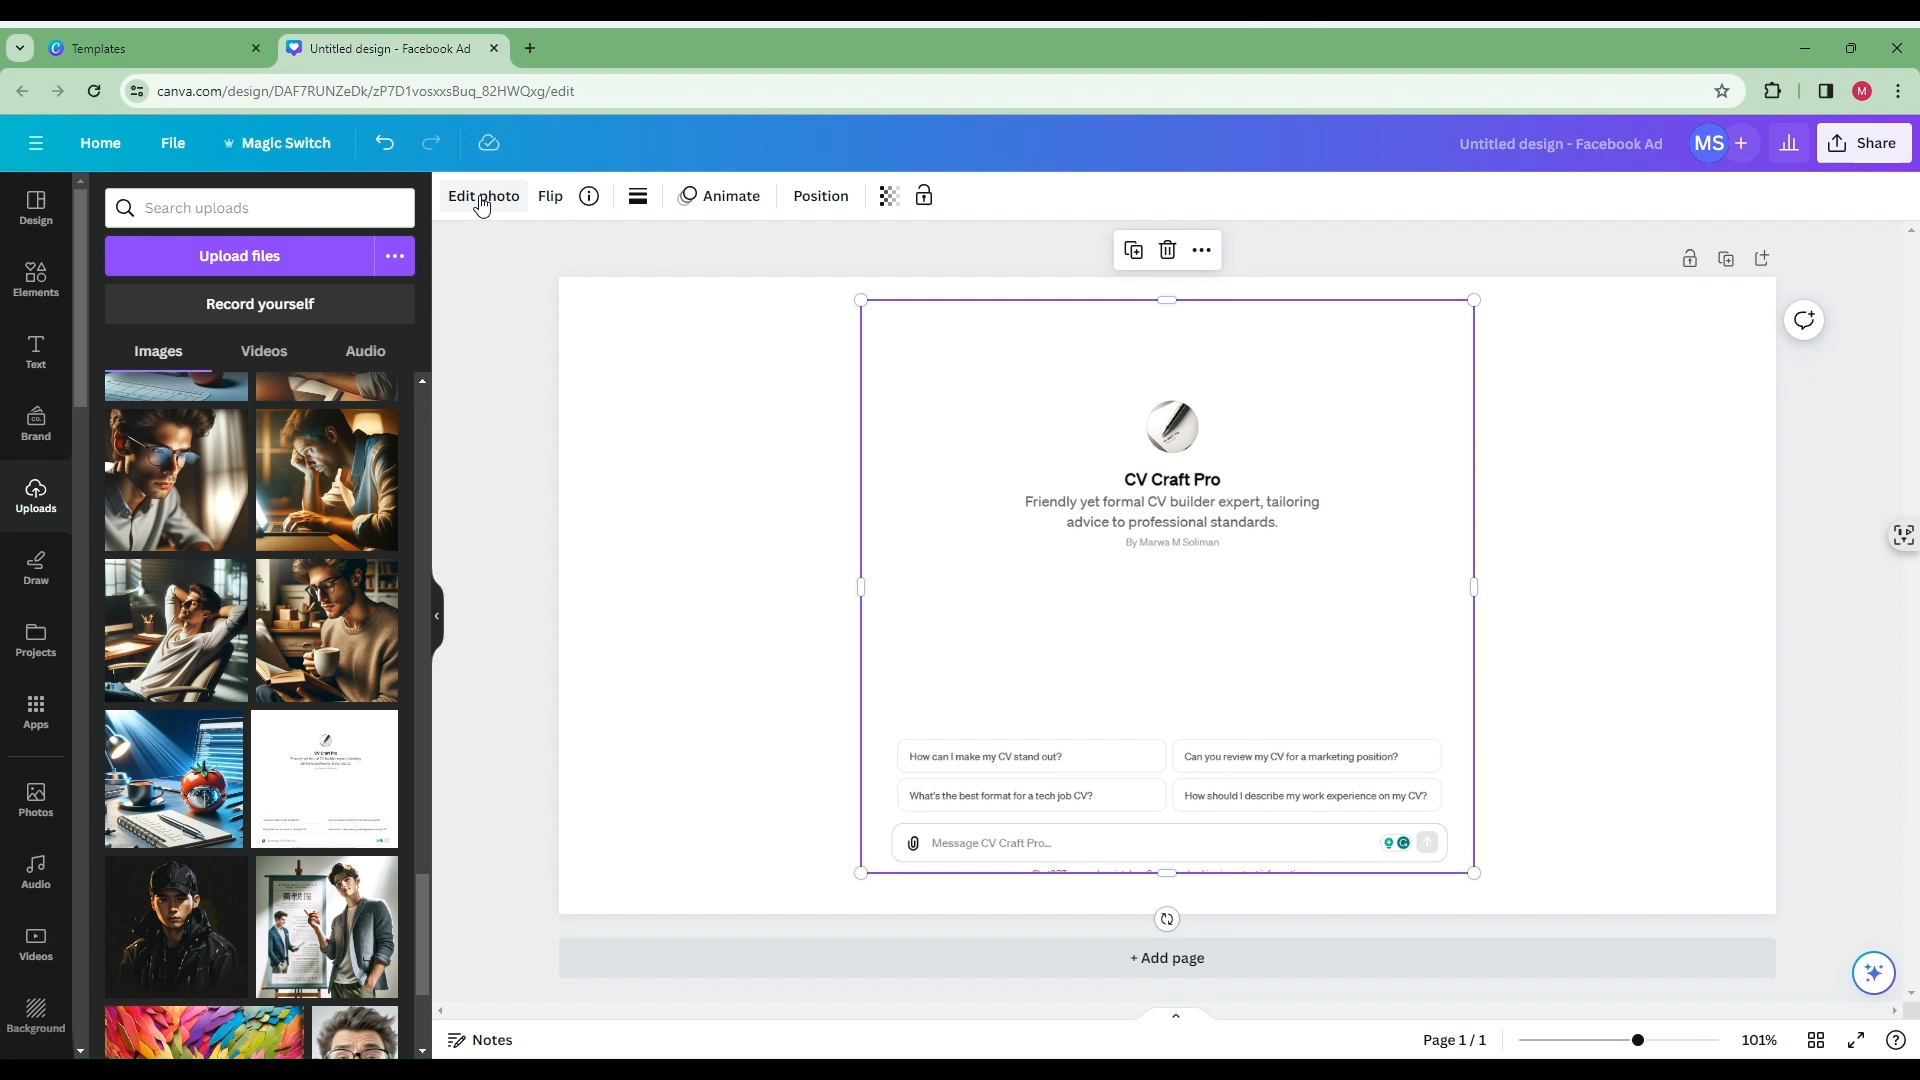 Templates
Untitled design - Facebook Ad
canva.com/design/DAF7RUNZeDk/zP7D1vosxxsBuq_82HWQxg/edit
M
Home File Magic Switch
Untitled design - Facebook Ad
MS
Share
Design
Elements
Text
Brand
Uploads
Draw
Projects
Apps
Photos
Audio
Videos
Background
Search uploads
Upload files
Record yourself
Images Videos Audio
Edit photo Flip Animate Position
CV Craft Pro
Friendly yet formal CV builder expert, tailoring
advice to professional standards.
By Marwa M Soliman
How can I make my CV stand out?
Can you review my CV for a marketing position?
What's the best format for a tech job CV?
How should I describe my work experience on my CV?
Message CV Craft Pro...
+ Add page
Notes
Page 1 / 1
101%